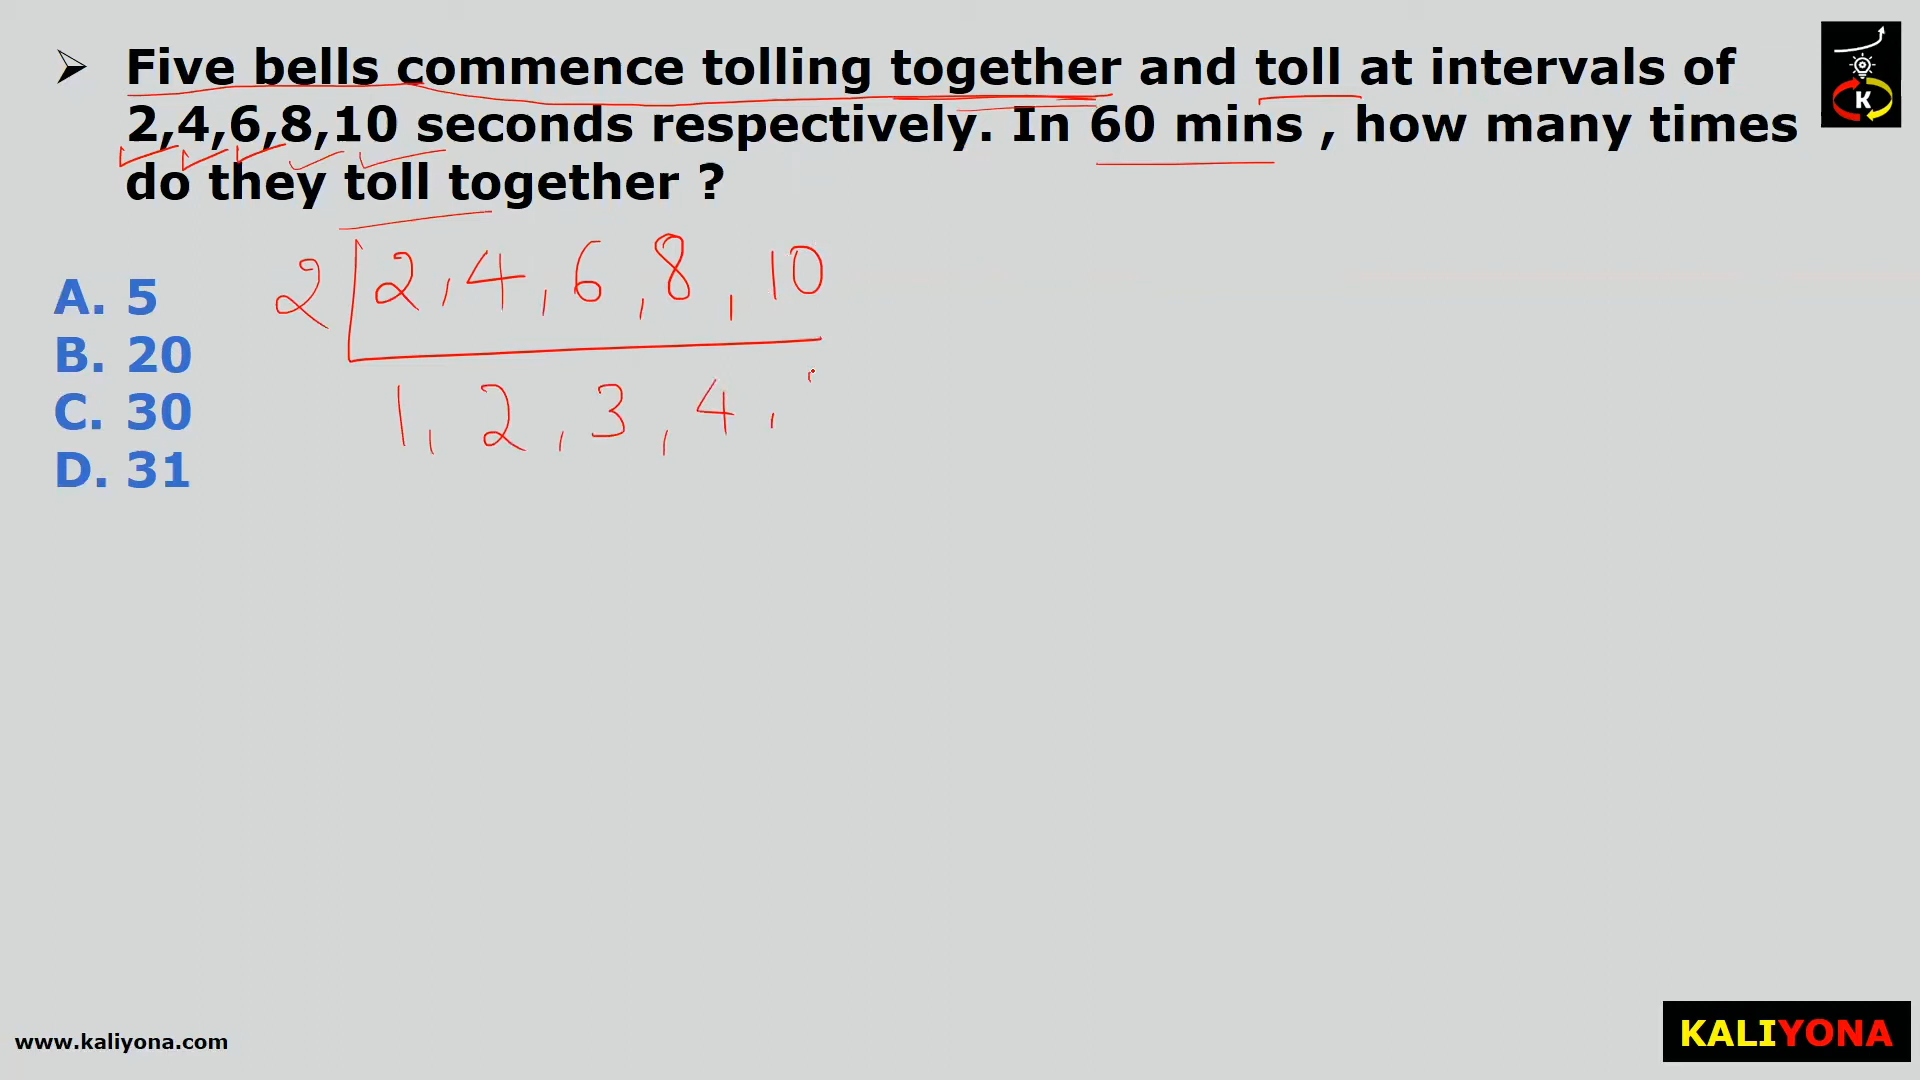 ➢ Five bells commence tolling together and toll at intervals of
2,4,6,8,10 seconds respectively. In 60 mins , how many times
do they toll together ?
K
2 | 2 , 4 , 6 , 8 , 10
A. 5
B. 20
1 , 2 , 3 , 4 ,
C. 30
D. 31
www.kaliyona.com
KALIYONA